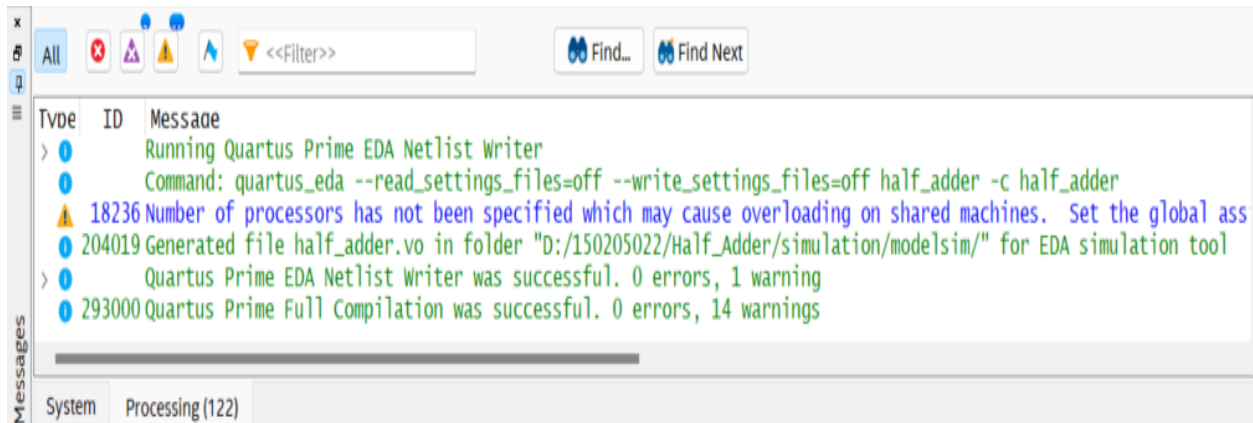 All
<<Filter>>
Find...
Find Next
Type ID Message
Running Quartus Prime EDA Netlist Writer
Command: quartus_eda --read_settings_files=off --write_settings_files=off half_adder -c half_adder
18236 Number of processors has not been specified which may cause overloading on shared machines. Set the global ass
204019 Generated file half_adder.vo in folder "D:/150205022/Half_Adder/simulation/modelsim/" for EDA simulation tool
Quartus Prime EDA Netlist Writer was successful. 0 errors, 1 warning
293000 Quartus Prime Full Compilation was successful. 0 errors, 14 warnings
Messages
System
Processing (122)